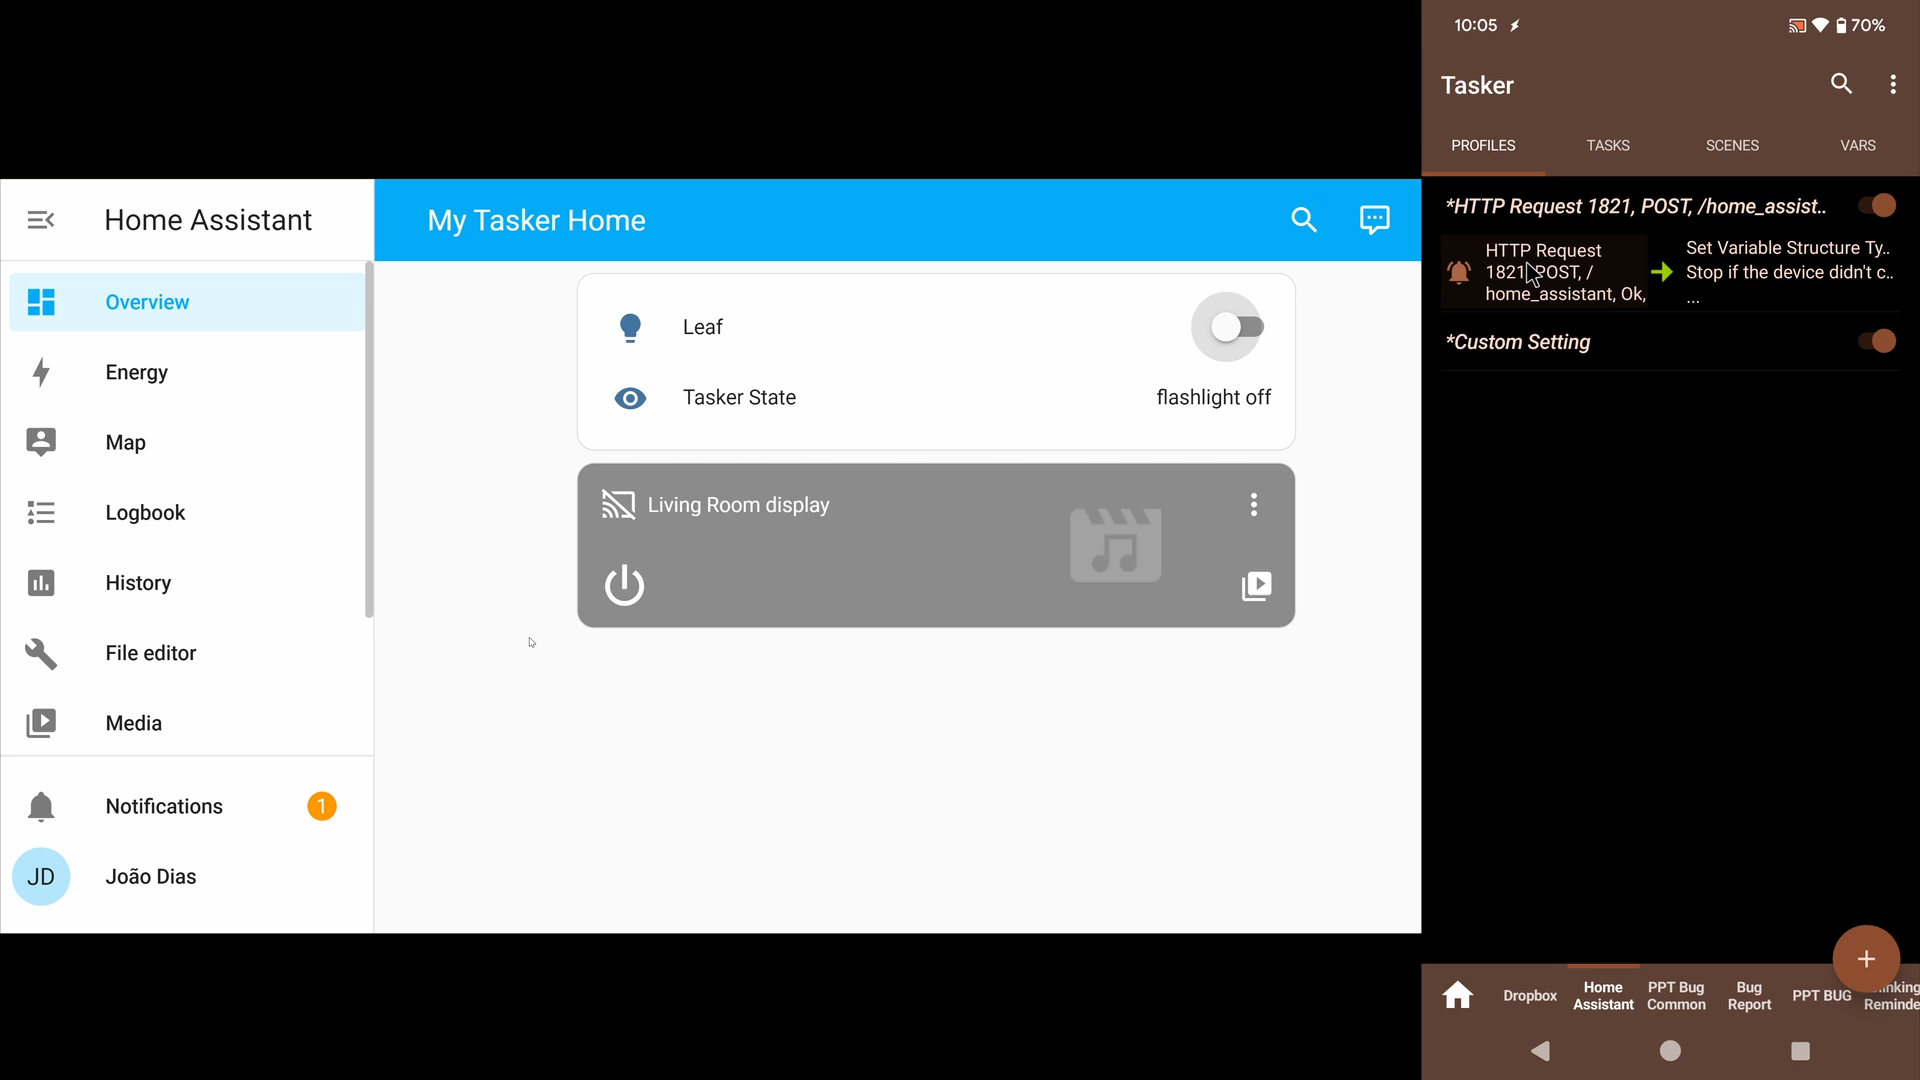 Home Assistant
Overview
Energy
Map
Logbook
History
File editor
Media
Notifications
1
JD
João Dias
My Tasker Home
Leaf
Tasker State
flashlight off
Living Room display
10:05
70%
Tasker
PROFILES
TASKS
SCENES
VARS
*HTTP Request 1821, POST, /home_assist..
HTTP Request
1821, POST, /
home_assistant, Ok,
Set Variable Structure Ty..
Stop if the device didn't c..
...
*Custom Setting
Dropbox
Home
Assistant
PPT Bug
Common
Bug
Report
PPT BUG